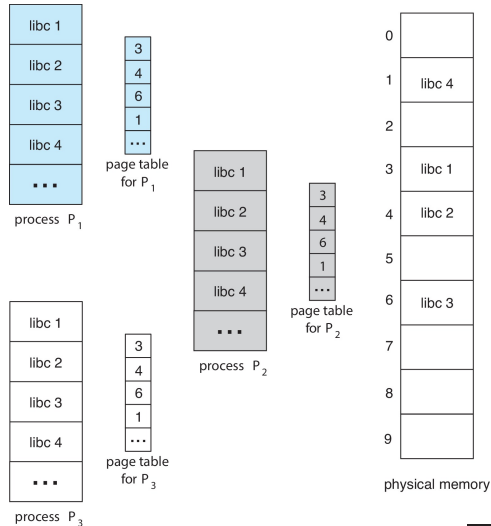 libc 1
libc 2
libc 3
libc 4
...
process P1
3
4
6
1
...
page table
for P1
libc 1
libc 2
libc 3
libc 4
...
process P2
3
4
6
1
...
page table
for P2
libc 1
libc 2
libc 3
libc 4
...
process P3
3
4
6
1
...
page table
for P3
0
1 libc 4
2
3 libc 1
4 libc 2
5
6 libc 3
7
8
9
physical memory